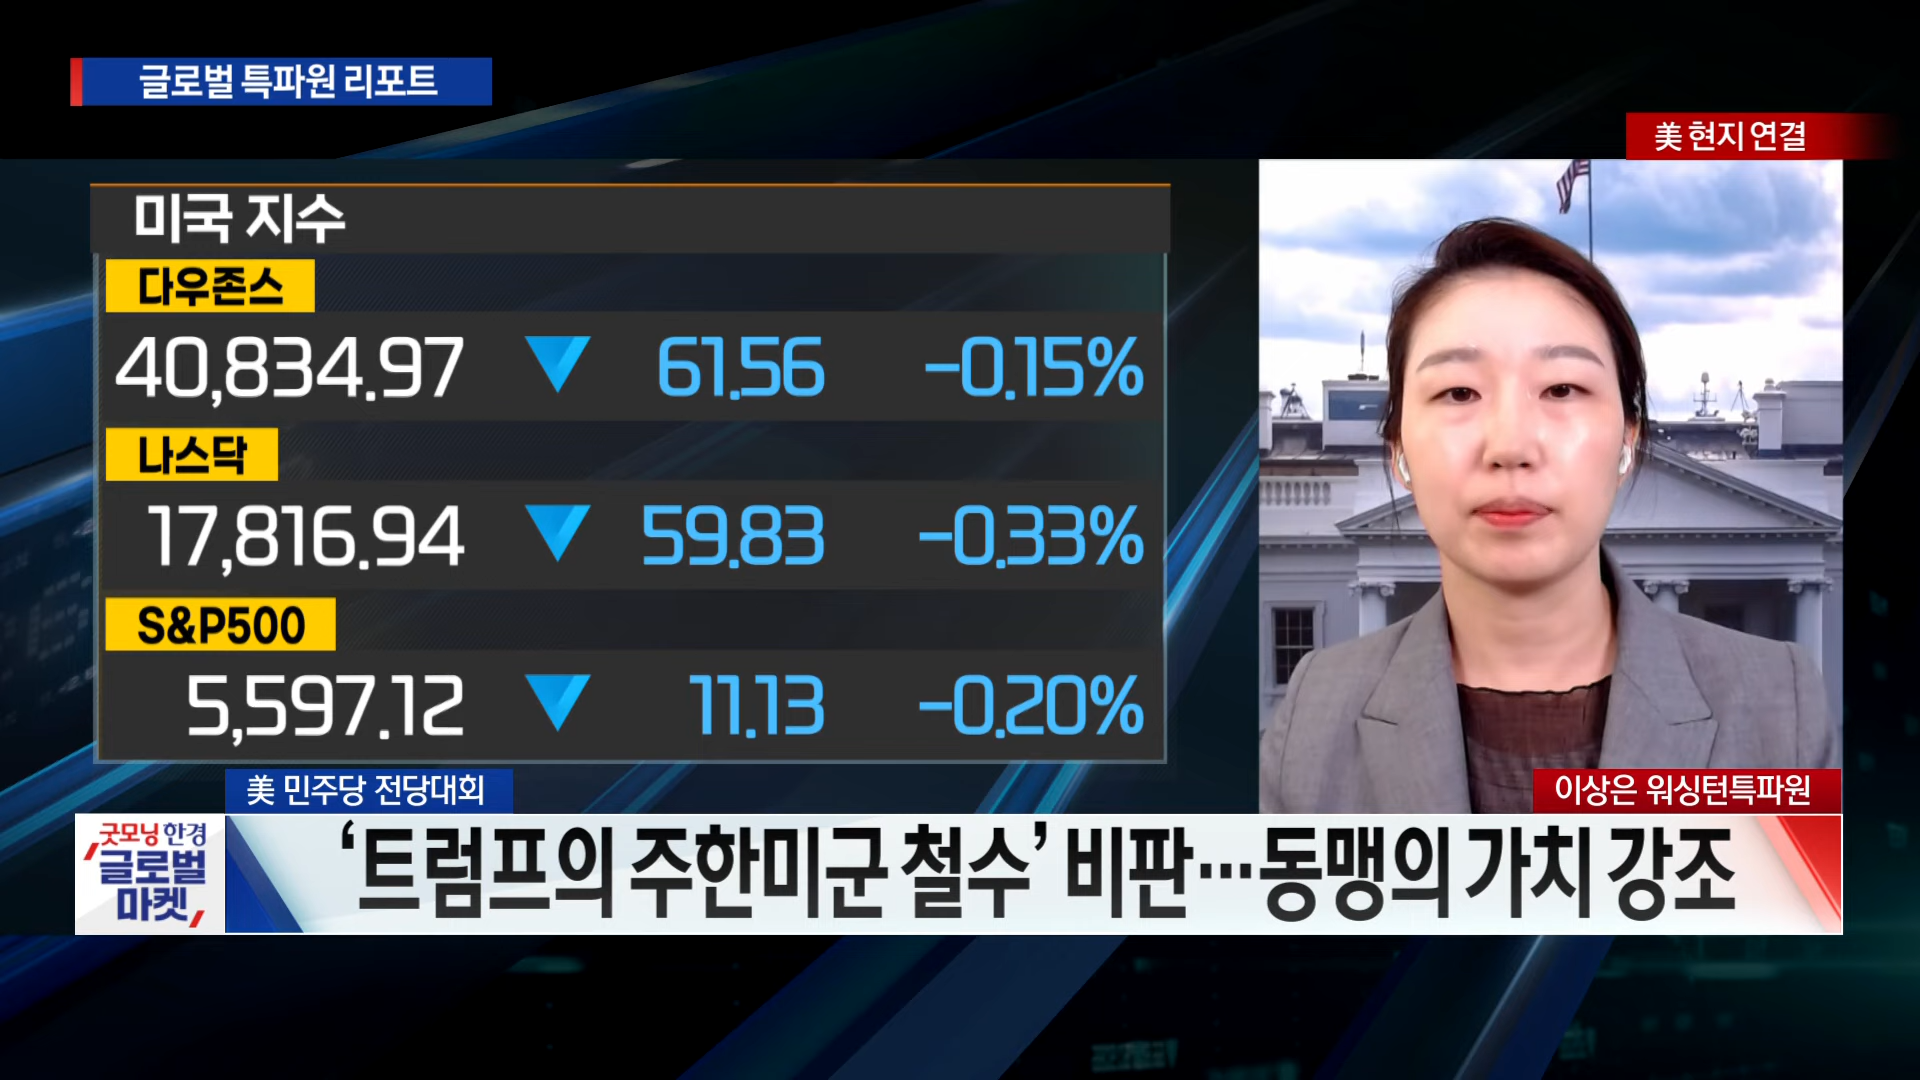 글로벌 특파원 리포트
美 현지 연결
미국 지수
다우존스
40,834.97 ▼ 61.56 -0.15%
나스닥
17,816.94 ▼ 59.83 -0.33%
S&P500
5,597.12 ▼ 11.13 -0.20%
美 민주당 전당대회
이상은 워싱턴특파원
굿모닝 한경
글로벌
마켓
‘트럼프의 주한미군 철수’ 비판…동맹의 가치 강조